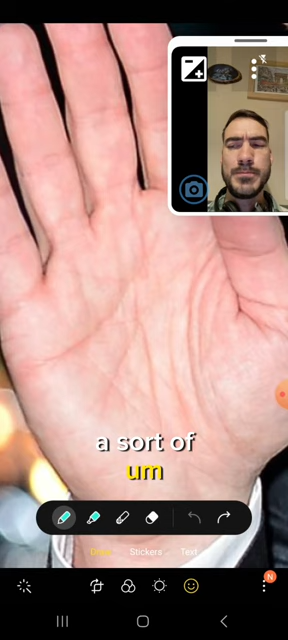 a sort of
um
Draw
Stickers
Text
N